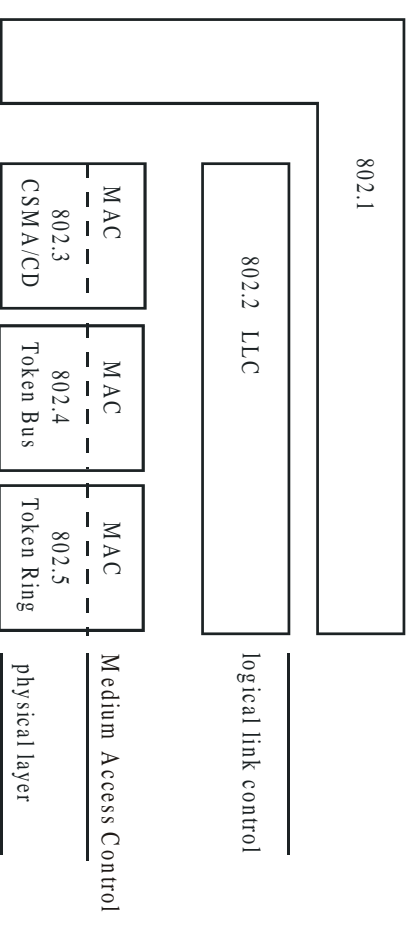 802.1
802.2 LLC
logical link control
MAC
MAC
MAC
Medium Access Control
802.3
CSMA/CD
802.4
Token Bus
802.5
Token Ring
physical layer